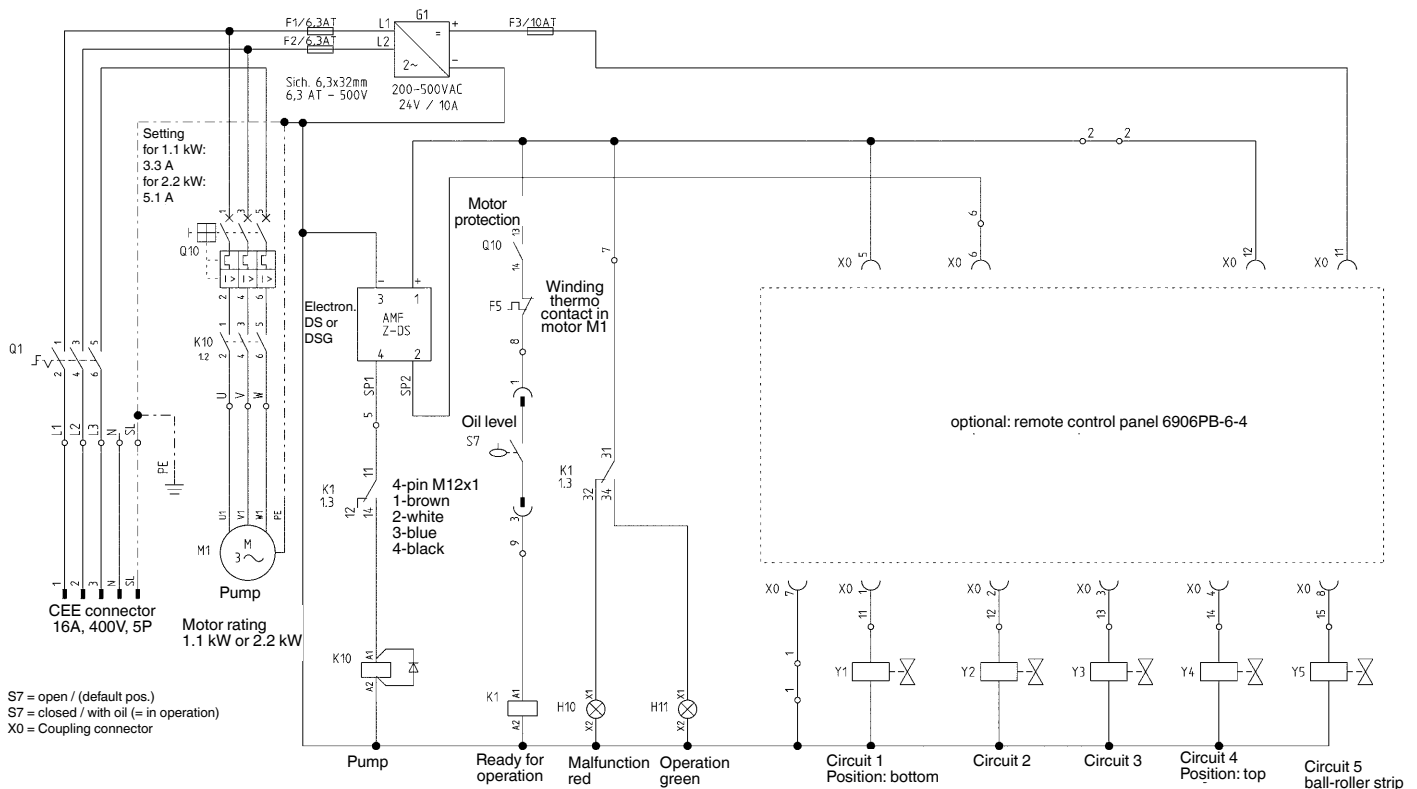 F1/6.3AT
F2/6.3AT
L1
L2
G1
+
=
2~
−
F3/10AT
Sich. 6,3x32mm
6,3 AT - 500V
200-500VAC
24V / 10A
Setting
for 1.1 kW:
3.3 A
for 2.2 kW:
5.1 A
2 2
Motor
protection
1 3 5
Q10
I> I> I>
2 4 6
13
Q10
14
7
6
X0 5
X0 6
X0 12
X0 11
Electron.
DS or
DSG
− +
3 1
AMF
Z-DS
4 2
F5
Winding
thermo
contact in
motor M1
8
1
Q1
1 3 5
2 4 6
K10
1.2
1 3 5
2 4 6
U V W
SP1 SP2
5
Oil level
S7
optional: remote control panel 6906PB-6-4
L1 L2 L3 N SL
PE
K1
1.3
11
12 14
4-pin M12x1
1-brown
2-white
3-blue
4-black
3
9
K1
1.3
31
32 34
U1 V1 W1 PE
M1
M
3~
Pump
Motor rating
1.1 kW or 2.2 kW
1 2 3 N SL
CEE connector
16A, 400V, 5P
X0 7
X0 1
X0 2
X0 3
X0 4
X0 8
11 12 13 14 15
1
1
K10 A1 A2
K1 A1 A2
H10 X1 X2
H11 X1 X2
Y1
Y2
Y3
Y4
Y5
S7 = open / (default pos.)
S7 = closed / with oil (= in operation)
X0 = Coupling connector
Pump
Ready for
operation
Malfunction
red
Operation
green
Circuit 1
Position: bottom
Circuit 2
Circuit 3
Circuit 4
Position: top
Circuit 5
ball-roller strip